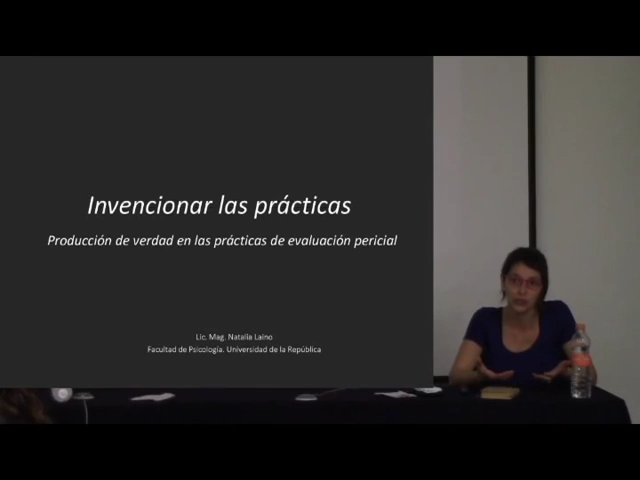 Invencionar las prácticas
Producción de verdad en las prácticas de evaluación pericial
Lic. Mag. Natalia Laino
Facultad de Psicología. Universidad de la República